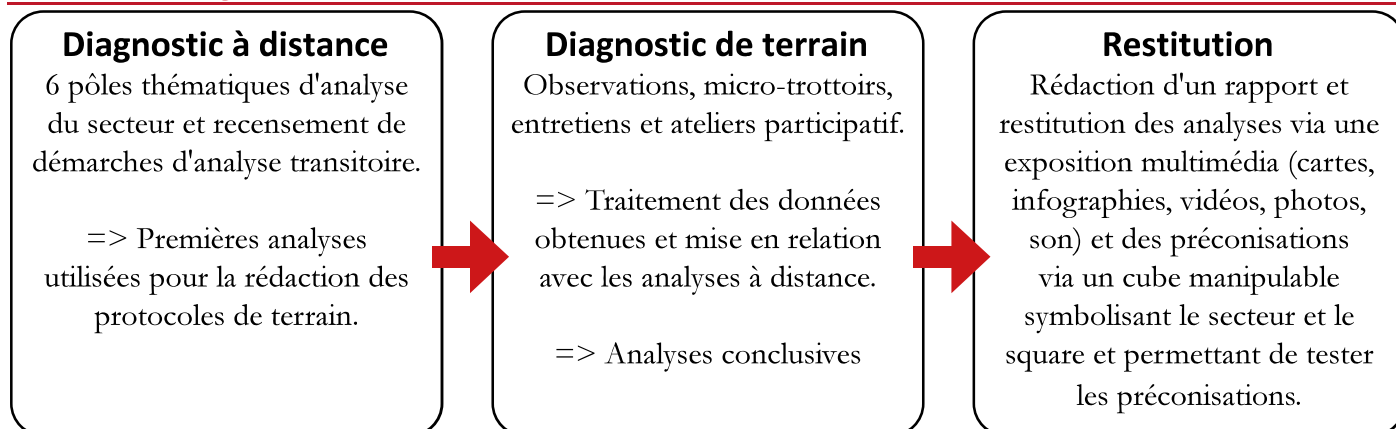 Diagnostic à distance
6 pôles thématiques d'analyse
du secteur et recensement de
démarches d'analyse transitoire.
=> Premières analyses
utilisées pour la rédaction des
protocoles de terrain.
Diagnostic de terrain
Observations, micro-trottoirs,
entretiens et ateliers participatif.
=> Traitement des données
obtenues et mise en relation
avec les analyses à distance.
=> Analyses conclusives
Restitution
Rédaction d'un rapport et
restitution des analyses via une
exposition multimédia (cartes,
infographies, vidéos, photos,
son) et des préconisations
via un cube manipulable
symbolisant le secteur et le
square et permettant de tester
les préconisations.